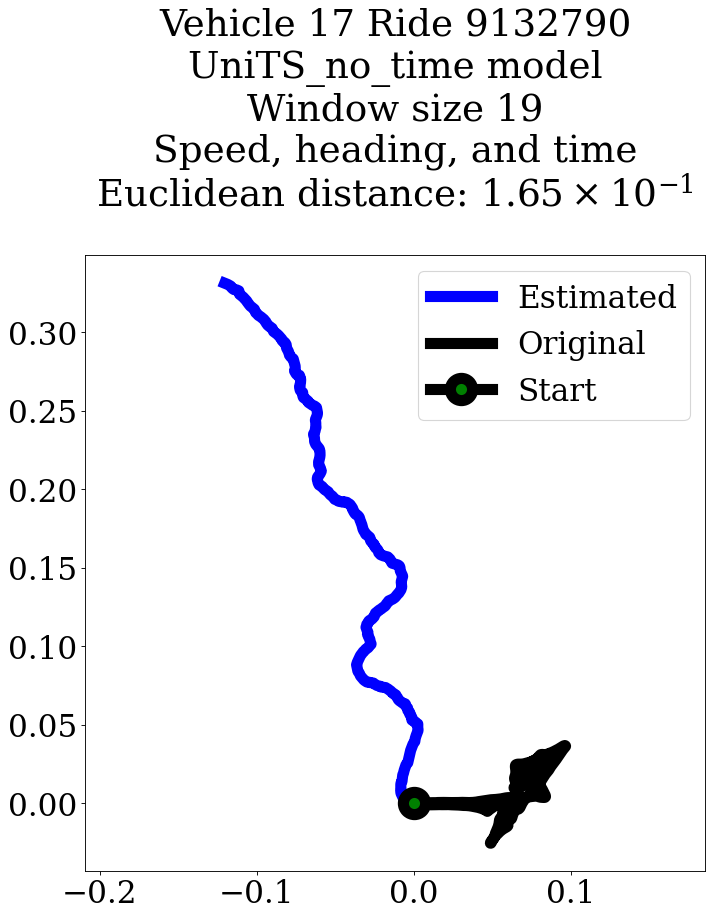 Vehicle 17 Ride 9132790
UniTS_no_time model
Window size 19
Speed, heading, and time
Euclidean distance: 1.65 × 10⁻¹
Estimated
Original
Start
0.30
0.25
0.20
0.15
0.10
0.05
0.00
−0.2 −0.1 0.0 0.1